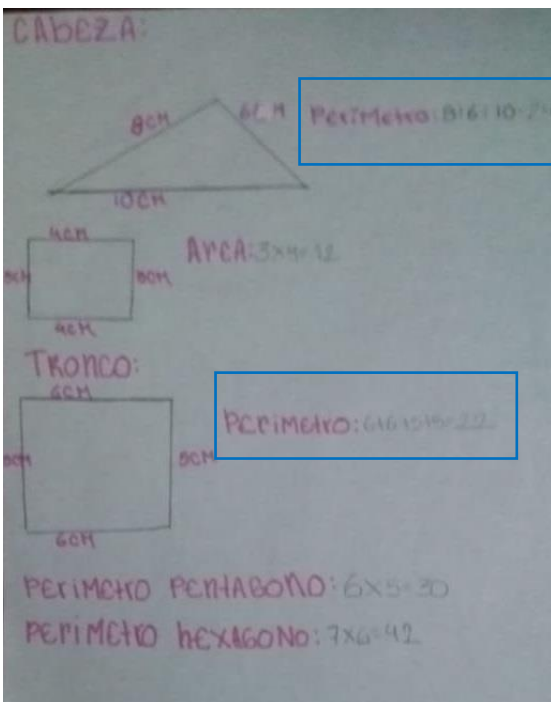 CABEZA:
8CM 6CM Perimetro: 8+6+10=24
10CM
4CM
Area: 3x4=12
3CM 3CM
4CM
TRONCO:
6CM
Perimetro: 6+6+5+5=22
5CM 5CM
6CM
Perimetro Pentagono: 6x5=30
Perimetro hexagono: 7x6=42